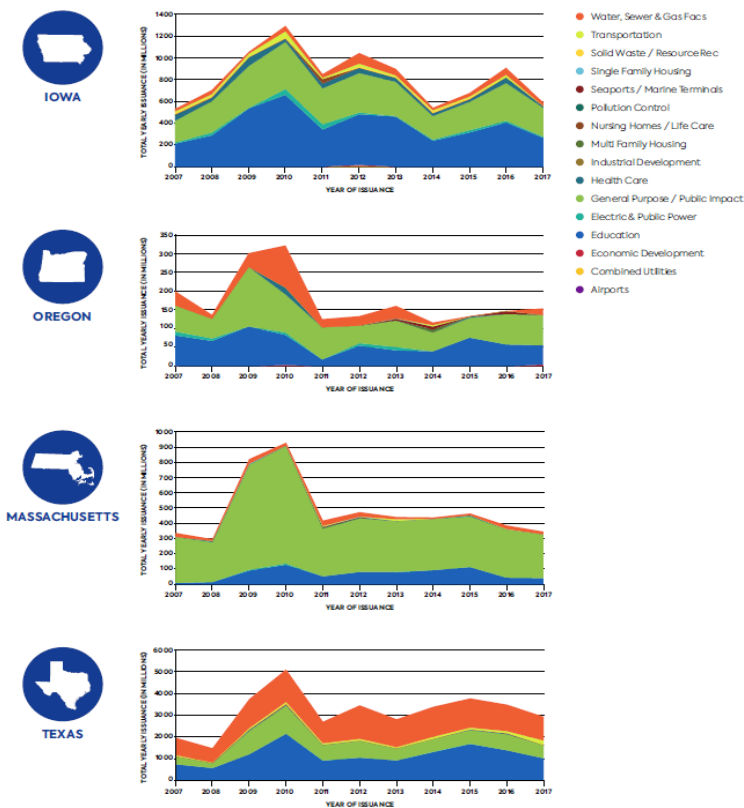 IOWA
TOTAL YEARLY ISSUANCE (IN MILLIONS)
1400
1200
1000
800
600
400
200
0
2007 2008 2009 2010 2011 2012 2013 2014 2015 2016 2017
YEAR OF ISSUANCE
Water, Sewer & Gas Facs
Transportation
Solid Waste / Resource Rec
Single Family Housing
Seaports / Marine Terminals
Pollution Control
Nursing Homes / Life Care
Multi Family Housing
Industrial Development
Health Care
General Purpose / Public Impact
Electric & Public Power
Education
Economic Development
Combined Utilities
Airports
OREGON
TOTAL YEARLY ISSUANCE (IN MILLIONS)
350
300
250
200
150
100
50
0
2007 2008 2009 2010 2011 2012 2013 2014 2015 2016 2017
YEAR OF ISSUANCE
MASSACHUSETTS
TOTAL YEARLY ISSUANCE (IN MILLIONS)
1000
900
800
700
600
500
400
300
200
100
0
2007 2008 2009 2010 2011 2012 2013 2014 2015 2016 2017
YEAR OF ISSUANCE
TEXAS
TOTAL YEARLY ISSUANCE (IN MILLIONS)
6000
5000
4000
3000
2000
1000
0
2007 2008 2009 2010 2011 2012 2013 2014 2015 2016 2017
YEAR OF ISSUANCE